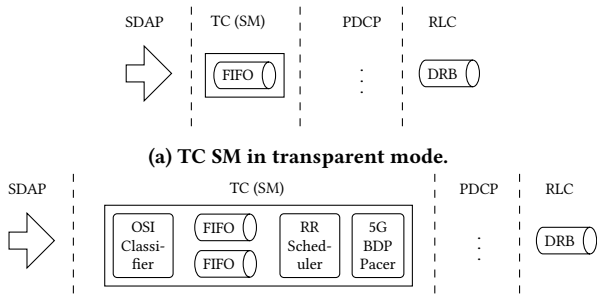 SDAP TC (SM) PDCP RLC
FIFO DRB
(a) TC SM in transparent mode.
SDAP TC (SM) PDCP RLC
OSI
Classi-
fier
FIFO
FIFO
RR
Sched-
uler
5G
BDP
Pacer
DRB